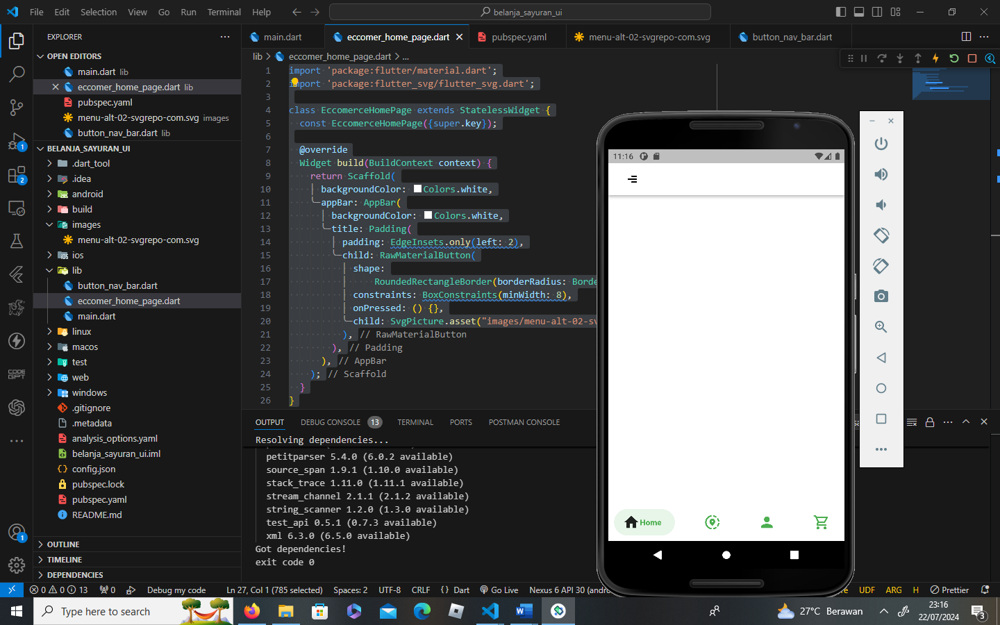 File Edit Selection View Go Run Terminal Help
belanja_sayuran_ui
EXPLORER
OPEN EDITORS
main.dart lib
eccomer_home_page.dart lib
pubspec.yaml
menu-alt-02-svgrepo-com.svg images
button_nav_bar.dart lib
BELANJA_SAYURAN_UI
.dart_tool
.idea
android
build
images
menu-alt-02-svgrepo-com.svg
ios
lib
button_nav_bar.dart
eccomer_home_page.dart
main.dart
linux
macos
test
web
windows
.gitignore
.metadata
analysis_options.yaml
belanja_sayuran_ui.iml
config.json
pubspec.lock
pubspec.yaml
README.md
OUTLINE
TIMELINE
DEPENDENCIES
1
2
CODE
GPT
1
main.dart eccomer_home_page.dart pubspec.yaml menu-alt-02-svgrepo-com.svg button_nav_bar.dart
lib > eccomer_home_page.dart > ...
1 import 'package:flutter/material.dart';
2 import 'package:flutter_svg/flutter_svg.dart';
3
4 class EccomerceHomePage extends StatelessWidget {
5 const EccomerceHomePage({super.key});
6
7 @override
8 Widget build(BuildContext context) {
9 return Scaffold(
10 backgroundColor: Colors.white,
11 appBar: AppBar(
12 backgroundColor: Colors.white,
13 title: Padding(
14 padding: EdgeInsets.only(left: 2),
15 child: RawMaterialButton(
16 shape:
17 RoundedRectangleBorder(borderRadius: Borde
18 constraints: BoxConstraints(minWidth: 8),
19 onPressed: () {},
20 child: SvgPicture.asset("images/menu-alt-02-sv
21 ), // RawMaterialButton
22 ), // Padding
23 ), // AppBar
24 ); // Scaffold
25 }
26 }
OUTPUT DEBUG CONSOLE 13 TERMINAL PORTS POSTMAN CONSOLE
Resolving dependencies...
petitparser 5.4.0 (6.0.2 available)
source_span 1.9.1 (1.10.0 available)
stack_trace 1.11.0 (1.11.1 available)
stream_channel 2.1.1 (2.1.2 available)
string_scanner 1.2.0 (1.3.0 available)
test_api 0.5.1 (0.7.3 available)
xml 6.3.0 (6.5.0 available)
Got dependencies!
exit code 0
11:16
Home
0 0 13 0 Debug my code Ln 27, Col 1 (785 selected) Spaces: 2 UTF-8 CRLF {} Dart Go Live Nexus 6 API 30 (andro UDF ARG H Prettier
Type here to search
27°C Berawan
23:16
22/07/2024
3